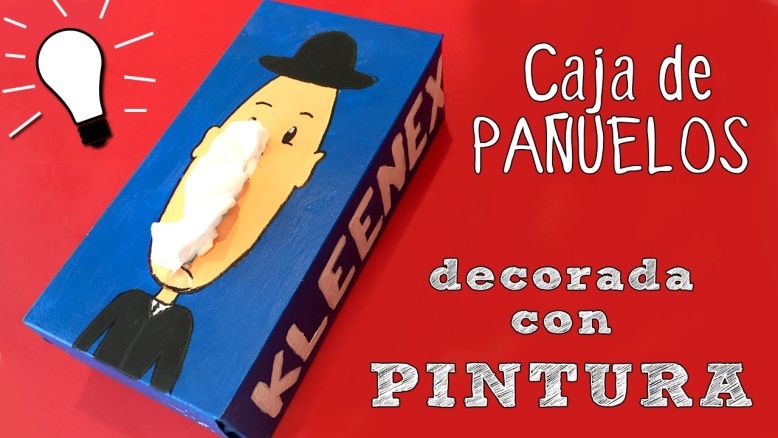 KLEENEX
Caja de
PAÑUELOS
decorada
con
PINTURA